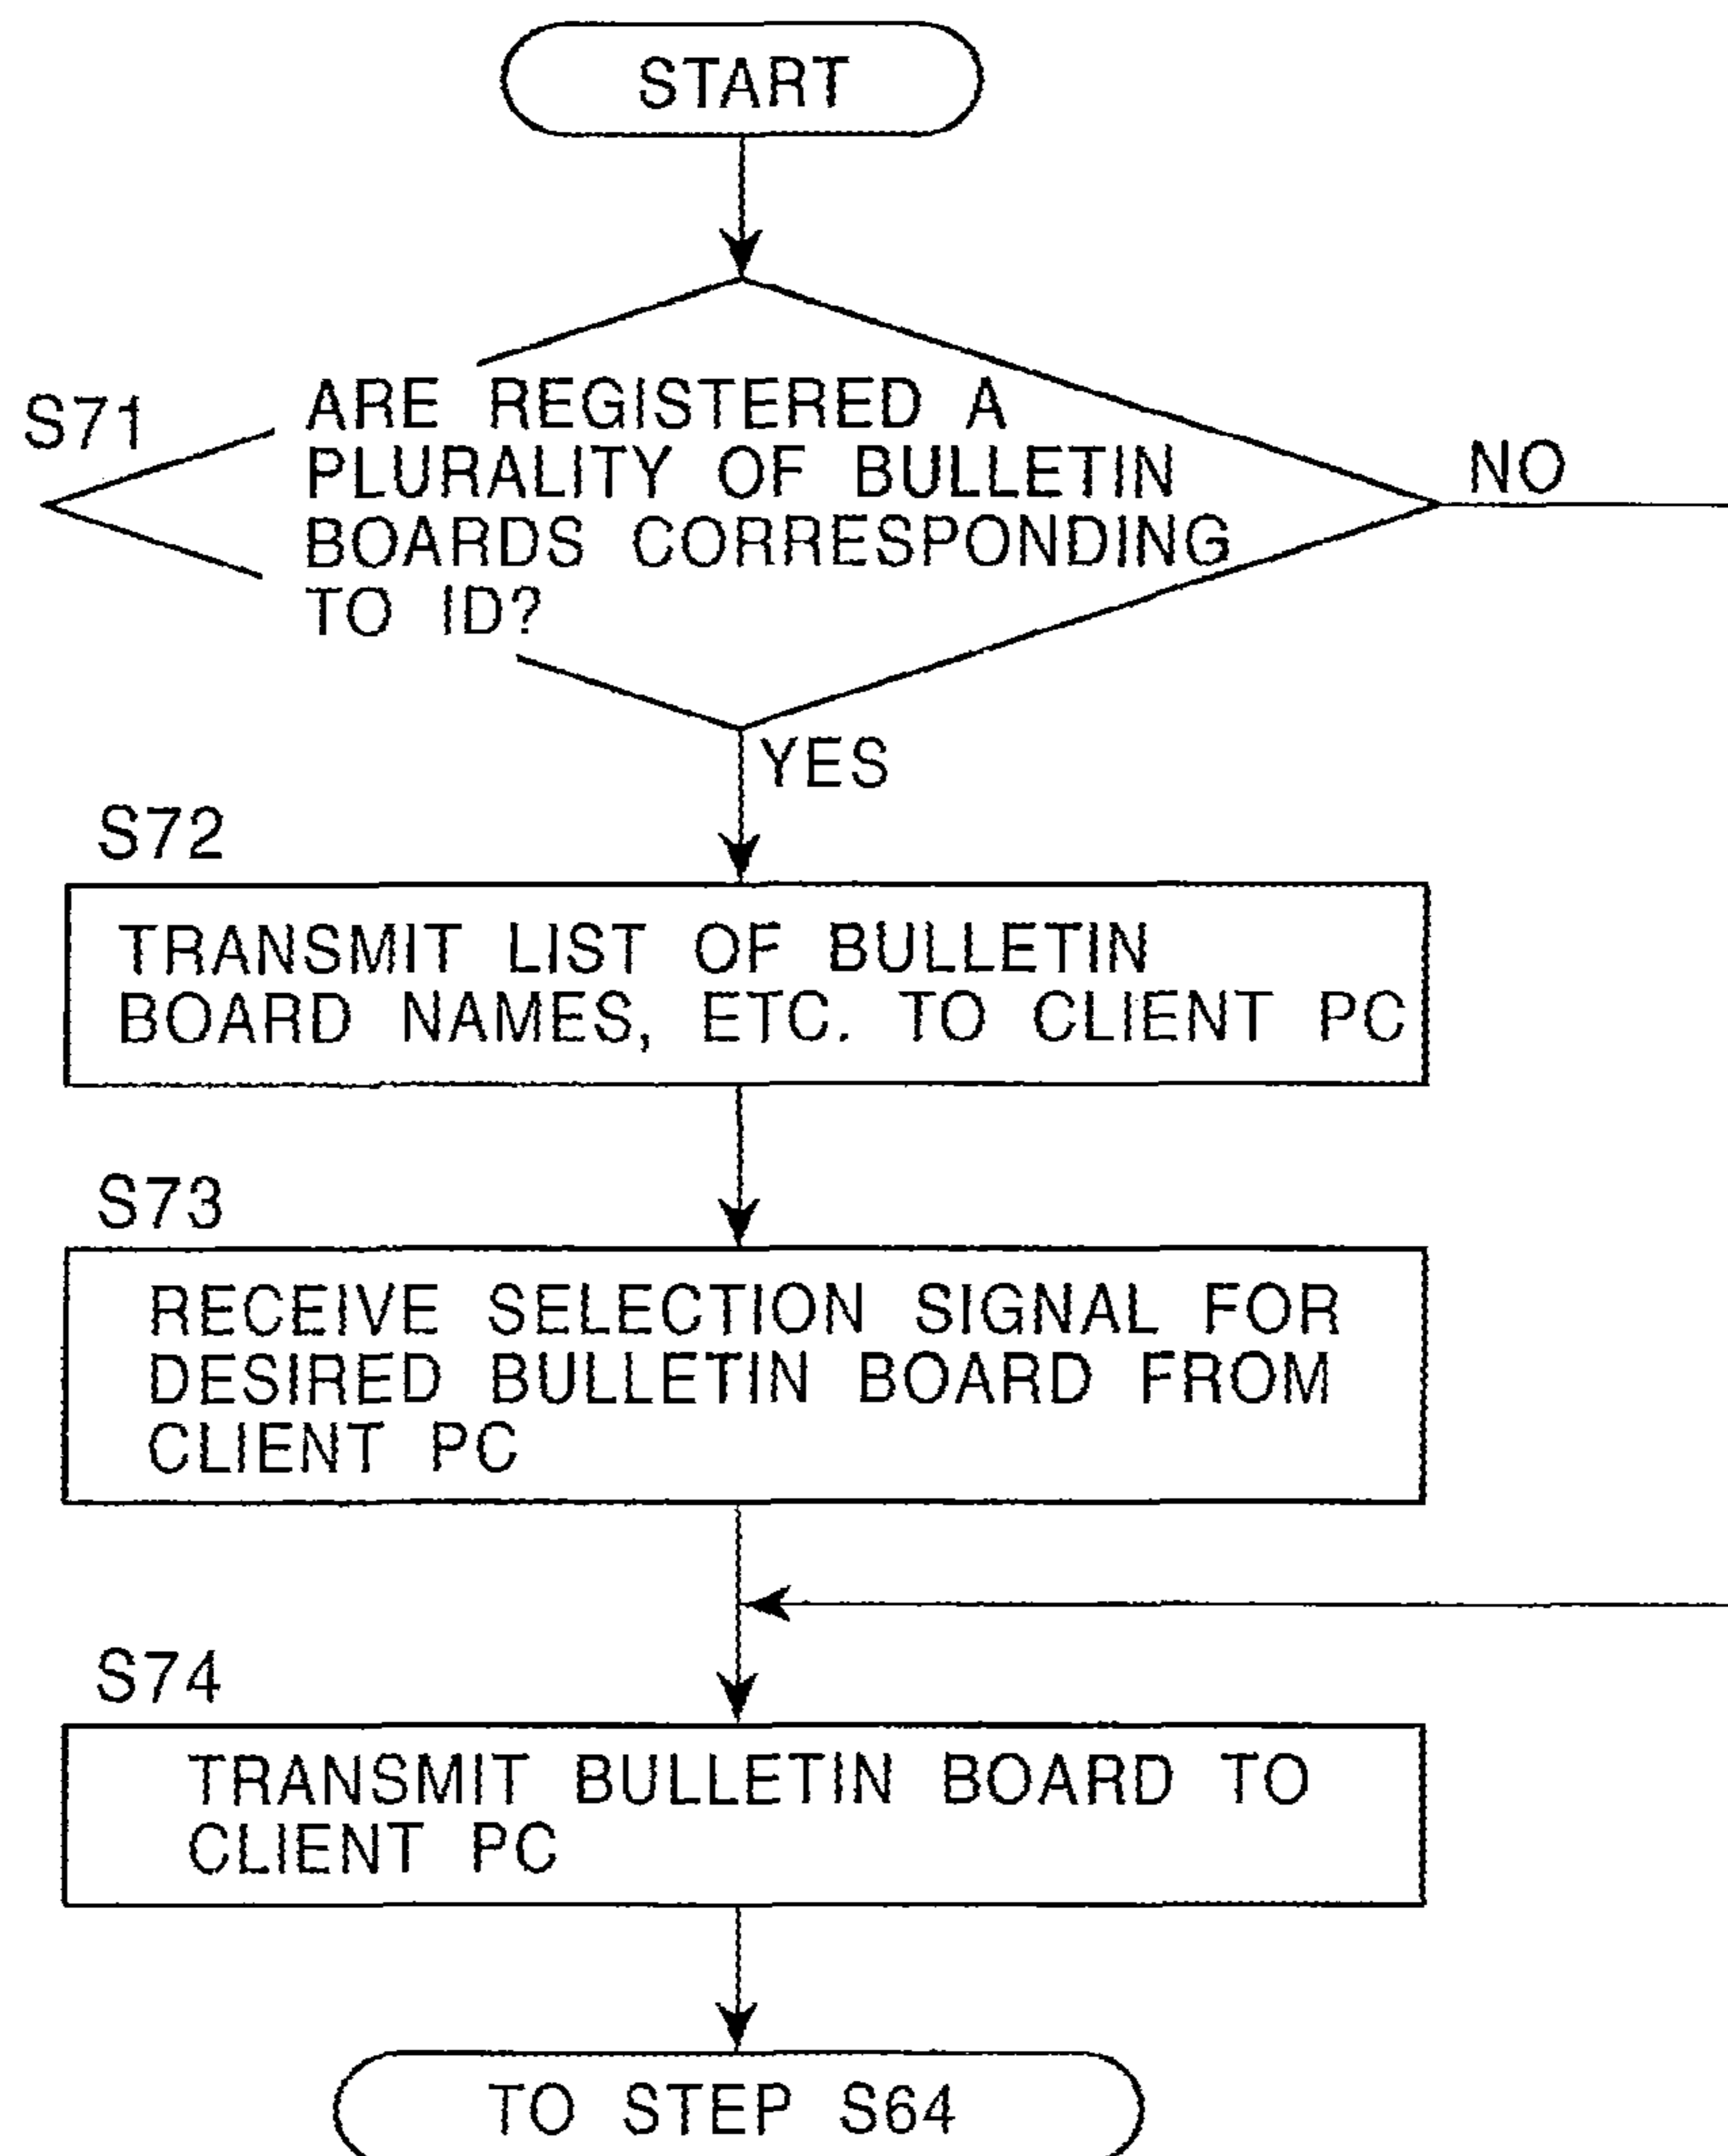 START
S71
ARE REGISTERED A
PLURALITY OF BULLETIN
BOARDS CORRESPONDING
TO ID?
NO
YES
S72
TRANSMIT LIST OF BULLETIN
BOARD NAMES, ETC. TO CLIENT PC
S73
RECEIVE SELECTION SIGNAL FOR
DESIRED BULLETIN BOARD FROM
CLIENT PC
S74
TRANSMIT BULLETIN BOARD TO
CLIENT PC
TO STEP S64